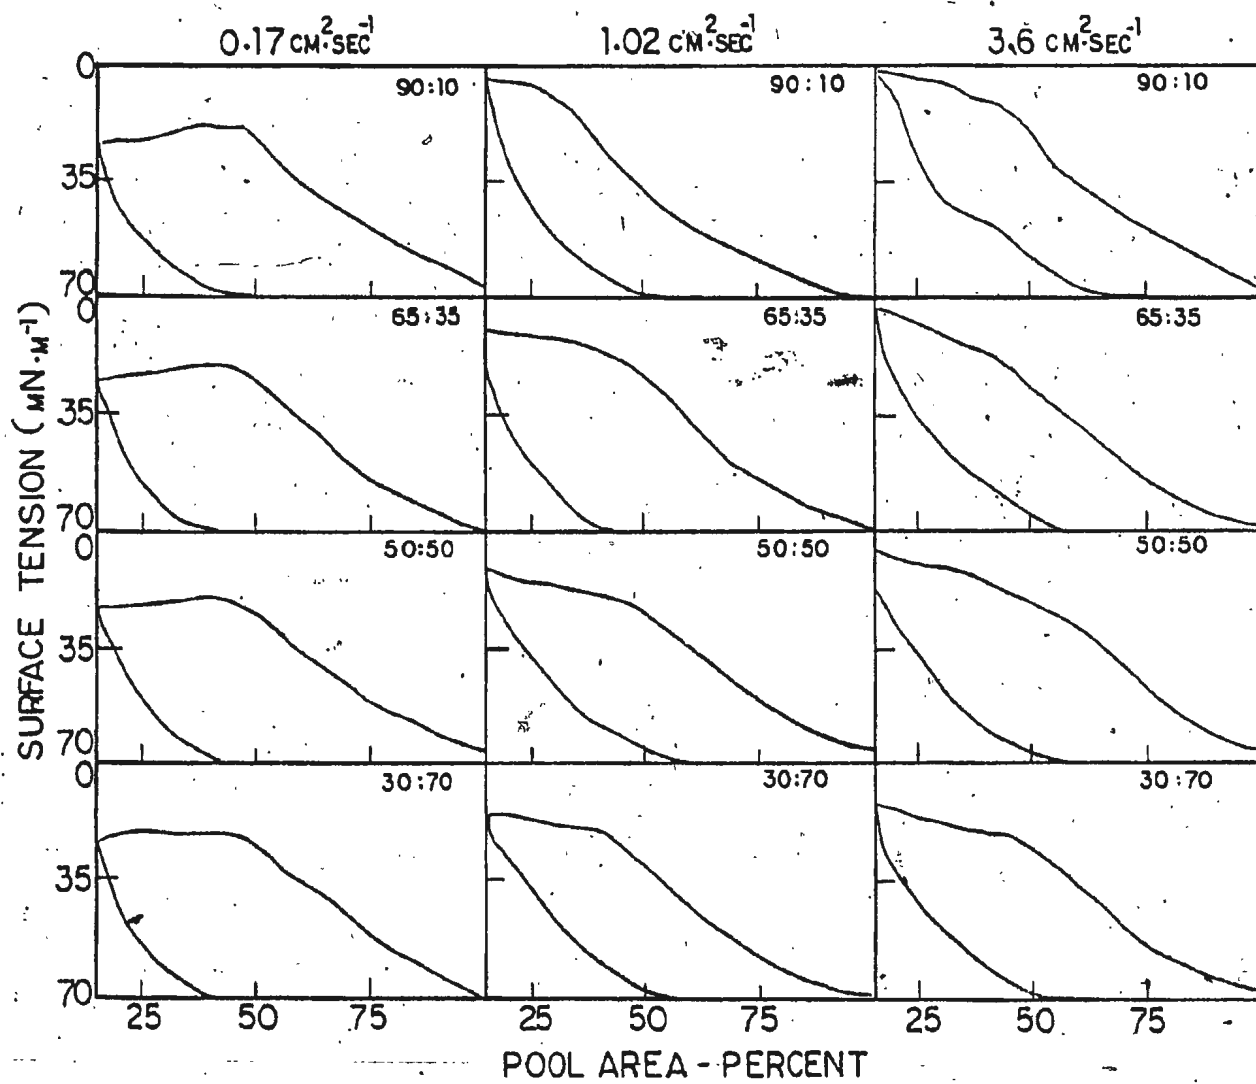 0.17 CM².SEC⁻¹ 1.02 CM².SEC⁻¹ 3.6 CM².SEC⁻¹
0 90:10 90:10 90:10
35
70
0 65:35 65:35 65:35
35
70
0 50:50 50:50 50:50
35
70
0 30:70 30:70 30:70
35
70
25 50 75 25 50 75 25 50 75
SURFACE TENSION (MN.M⁻¹)
POOL AREA - PERCENT